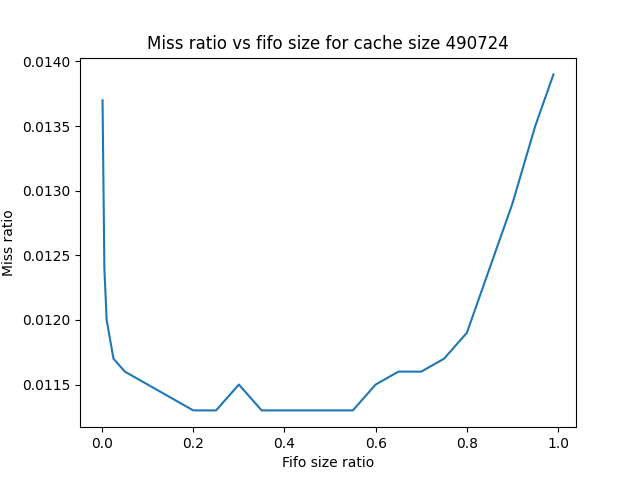 Miss ratio vs fifo size for cache size 490724
0.0140
0.0135
0.0130
0.0125
0.0120
0.0115
Miss ratio
0.0 0.2 0.4 0.6 0.8 1.0
Fifo size ratio